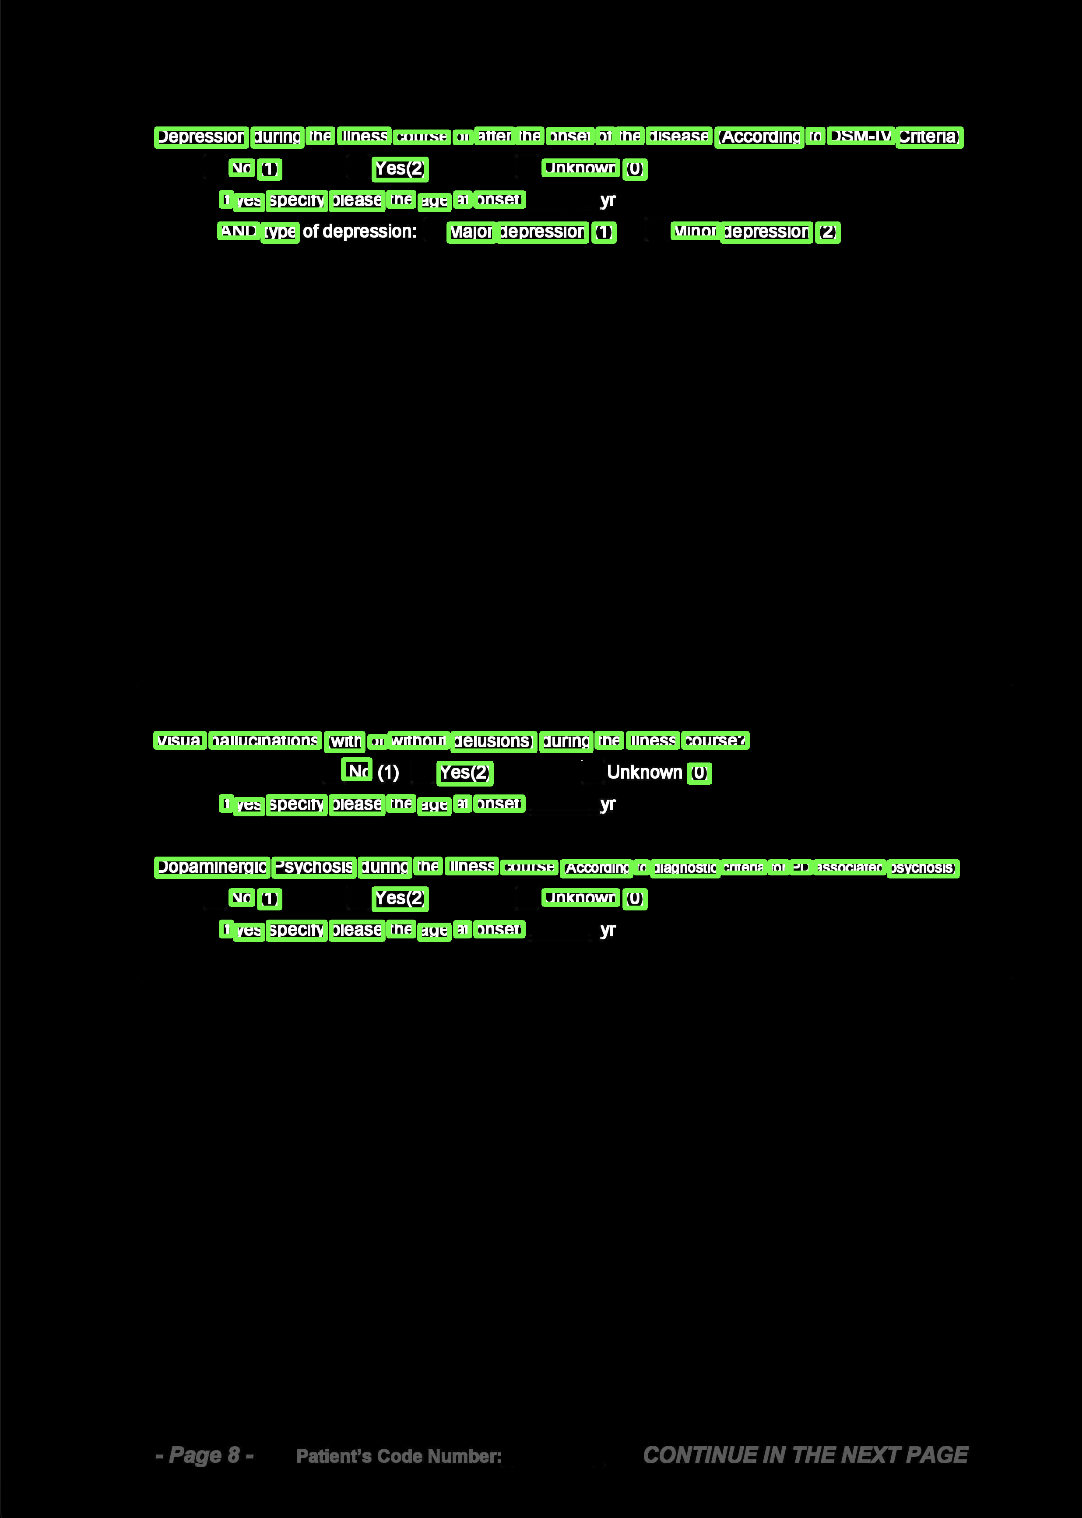 Depression during the illness course or after the onset of the disease (According to DSM-IV Criteria)
No (1) Yes(2) Unknown (0)
If yes specify please the age at onset yr
AND type of depression: Major depression (1) Minor depression (2)
Visual hallucinations (with or without delusions) during the illness course?
No (1) Yes(2) Unknown (0)
If yes specify please the age at onset yr
Dopaminergic Psychosis during the illness course (According to diagnostic criteria for PD associated psychosis)
No (1) Yes(2) Unknown (0)
If yes specify please the age at onset yr
- Page 8 - Patient's Code Number: CONTINUE IN THE NEXT PAGE